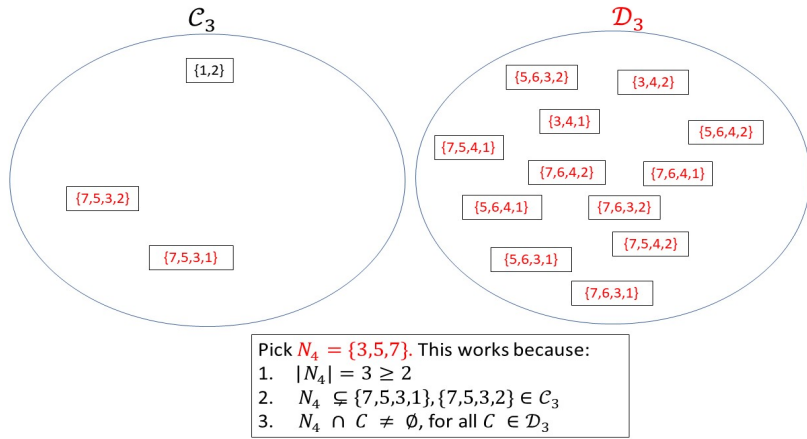 𝒞₃
𝒟₃
{1,2}
{7,5,3,2}
{7,5,3,1}
{5,6,3,2}
{3,4,2}
{3,4,1}
{5,6,4,2}
{7,5,4,1}
{7,6,4,2}
{7,6,4,1}
{5,6,4,1}
{7,6,3,2}
{7,5,4,2}
{5,6,3,1}
{7,6,3,1}
Pick N₄ = {3,5,7}. This works because:
1. |N₄| = 3 ≥ 2
2. N₄ ⊊ {7,5,3,1}, {7,5,3,2} ∈ 𝒞₃
3. N₄ ∩ C ≠ ∅, for all C ∈ 𝒟₃